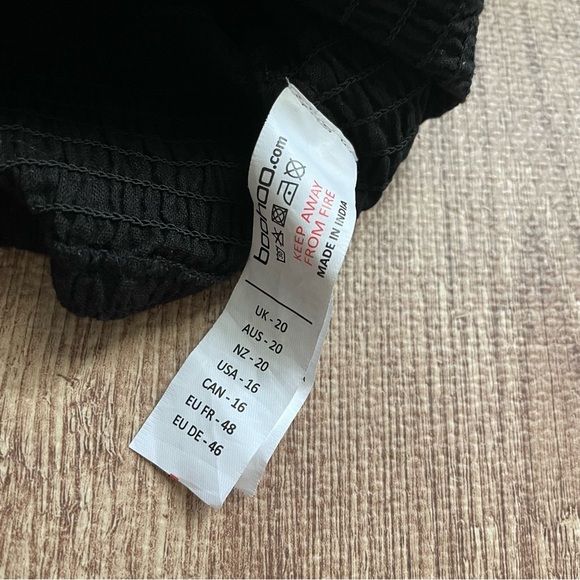 boohoo.com
KEEP AWAY
FROM FIRE
MADE IN INDIA
UK - 20
AUS - 20
NZ - 20
USA - 16
CAN - 16
EU FR - 48
EU DE - 46